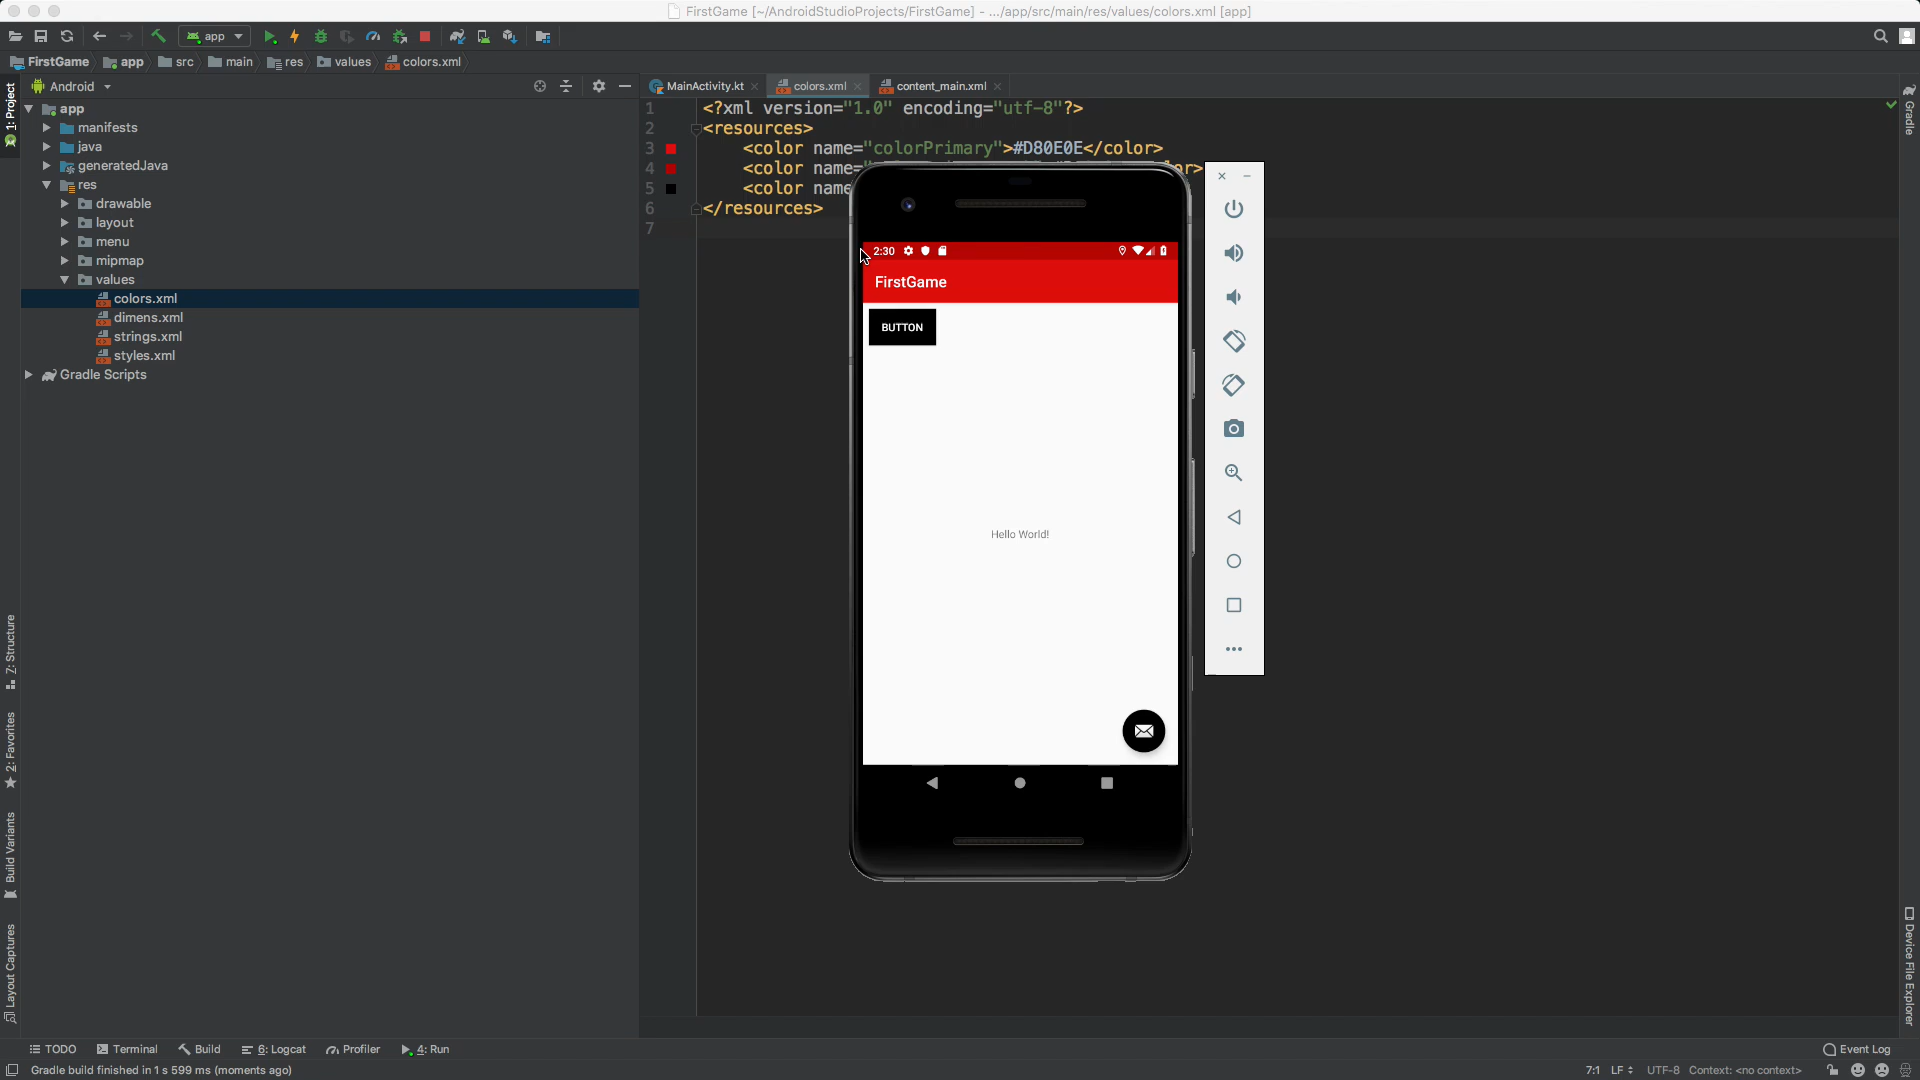 FirstGame [~/AndroidStudioProjects/FirstGame] - .../app/src/main/res/values/colors.xml [app]
app
FirstGame app src main res values colors.xml
Android
MainActivity.kt colors.xml content_main.xml
1: Project
Z: Structure
2: Favorites
Build Variants
Layout Captures
app
manifests
java
generatedJava
res
drawable
layout
menu
mipmap
values
colors.xml
dimens.xml
strings.xml
styles.xml
Gradle Scripts
1 <?xml version="1.0" encoding="utf-8"?>
2 <resources>
3 <color name="colorPrimary">#D80E0E</color>
4 <color name="
5 <color name
6 </resources>
7
2:30
FirstGame
BUTTON
Hello World!
Gradle
Device File Explorer
TODO Terminal Build 6: Logcat Profiler 4: Run Event Log
Gradle build finished in 1 s 599 ms (moments ago) 7:1 LF UTF-8 Context: <no context>